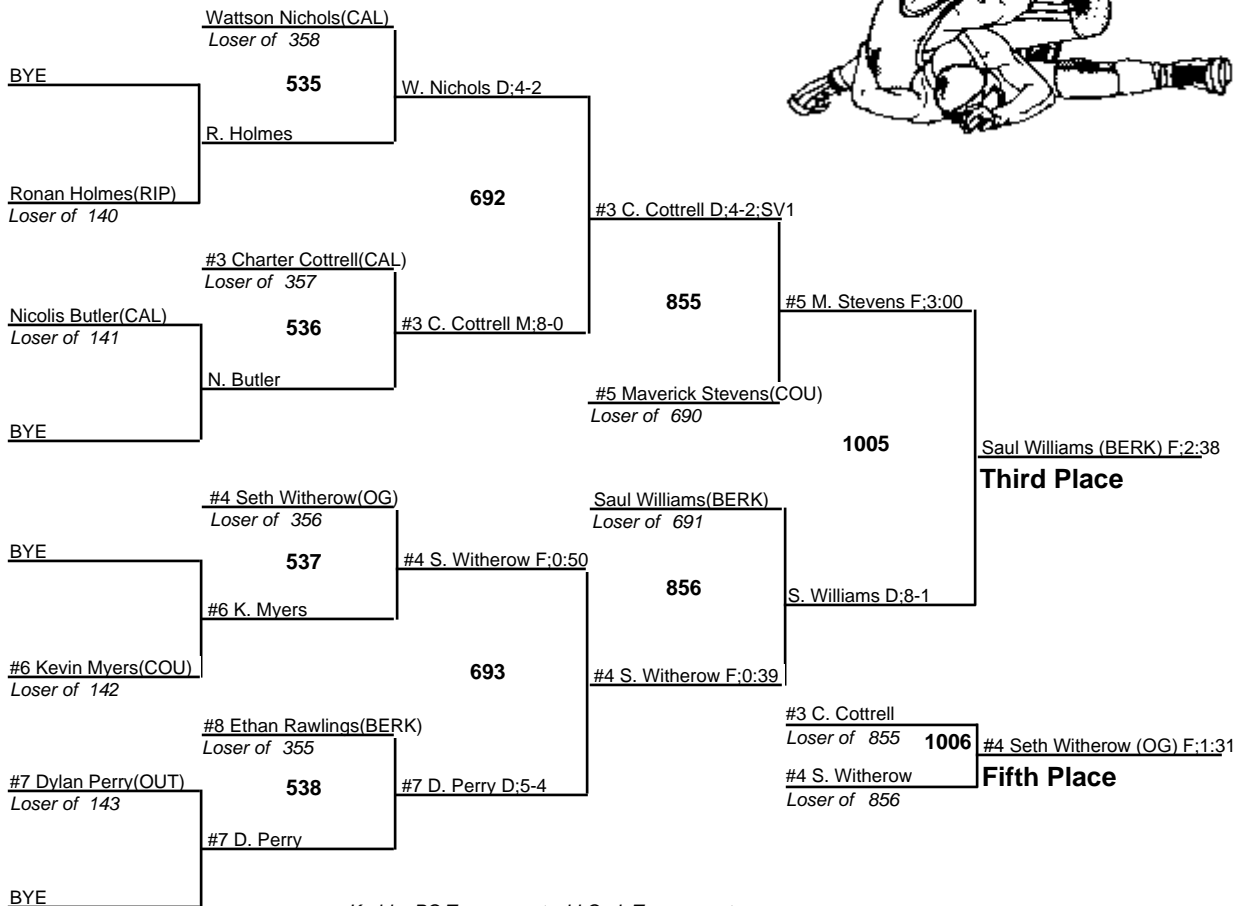 Wattson Nichols(CAL)
Loser of 358
BYE
535
W. Nichols D;4-2
R. Holmes
Ronan Holmes(RIP)
Loser of 140
692
#3 C. Cottrell D;4-2;SV1
#3 Charter Cottrell(CAL)
Loser of 357
Nicolis Butler(CAL)
Loser of 141
536
#3 C. Cottrell M;8-0
855
#5 M. Stevens F;3:00
N. Butler
#5 Maverick Stevens(COU)
Loser of 690
BYE
1005
Saul Williams (BERK) F;2:38
Third Place
#4 Seth Witherow(OG)
Loser of 356
Saul Williams(BERK)
Loser of 691
BYE
537
#4 S. Witherow F;0:50
856
S. Williams D;8-1
#6 K. Myers
#6 Kevin Myers(COU)
Loser of 142
693
#4 S. Witherow F;0:39
#8 Ethan Rawlings(BERK)
Loser of 355
#3 C. Cottrell
Loser of 855
1006
#4 Seth Witherow (OG) F;1:31
Fifth Place
#7 Dylan Perry(OUT)
Loser of 143
538
#7 D. Perry D;5-4
#4 S. Witherow
Loser of 856
#7 D. Perry
BYE